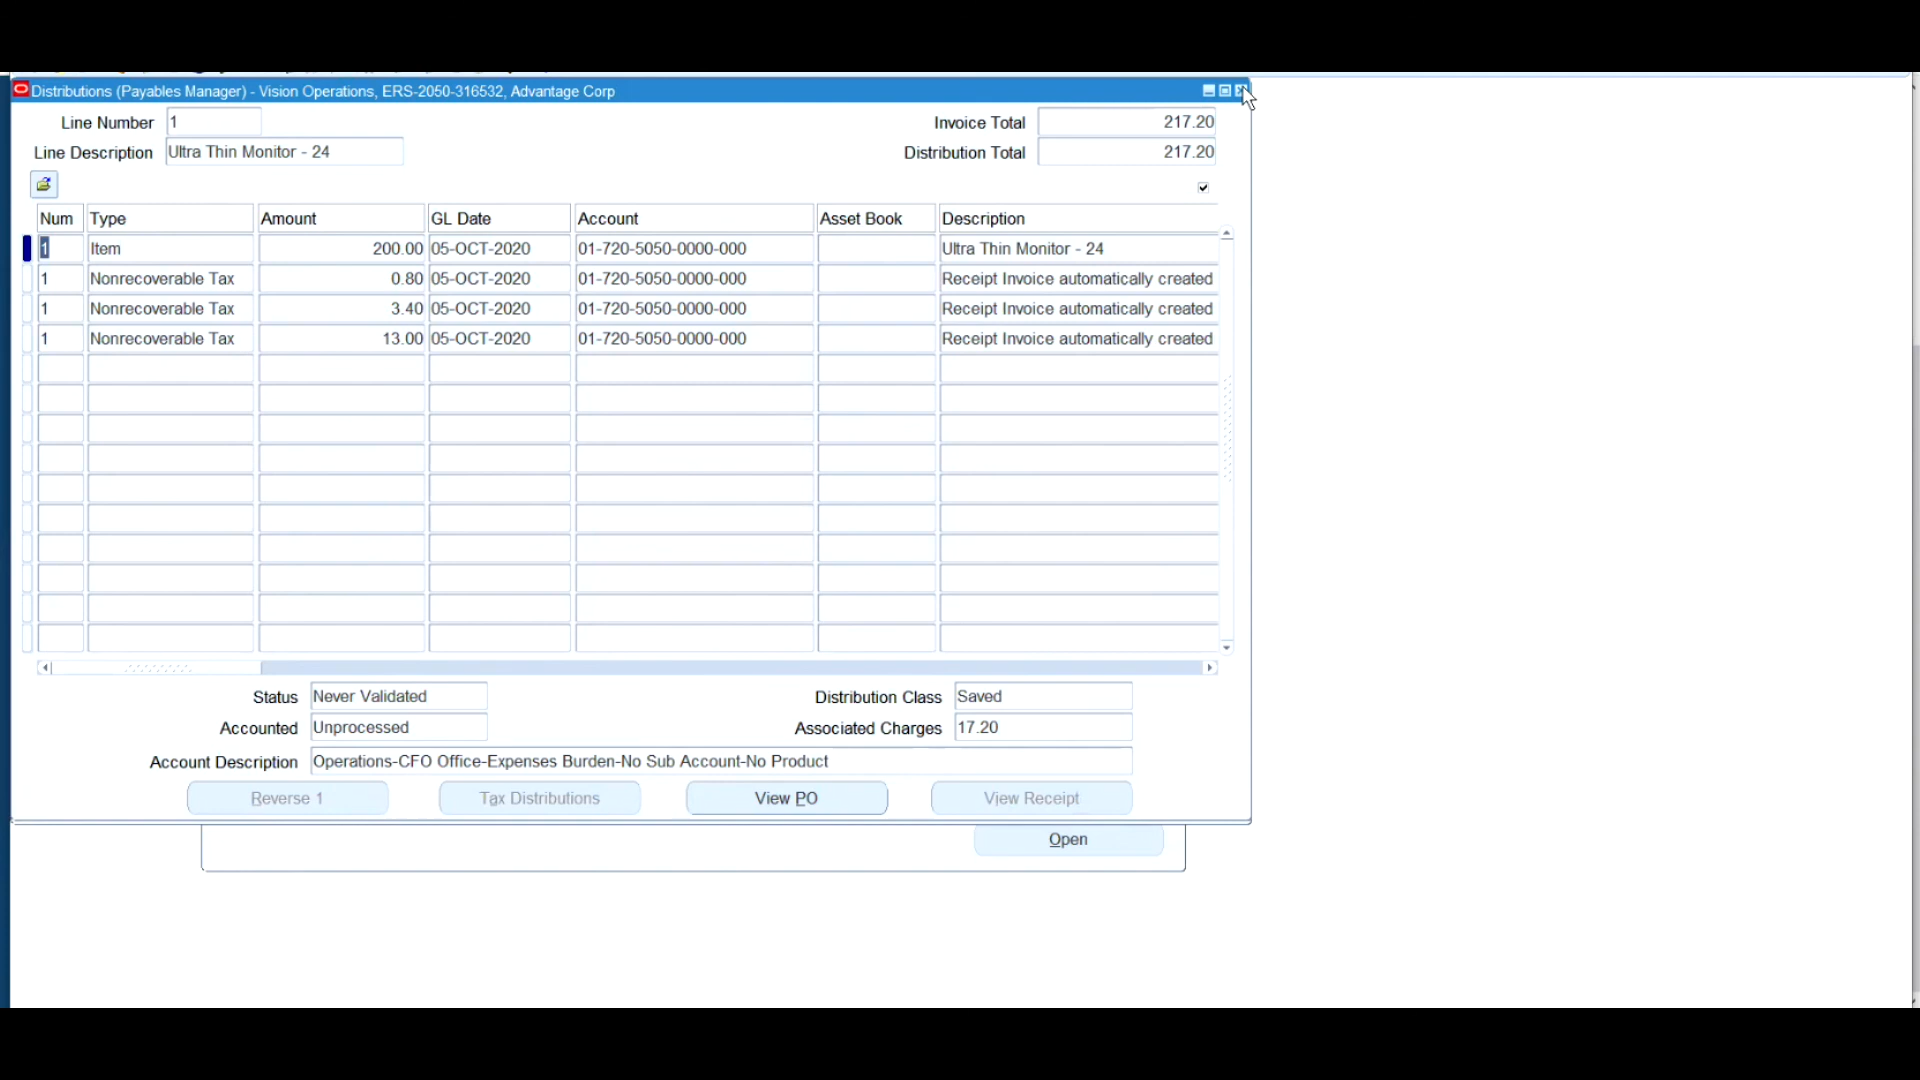 Distributions (Payables Manager) - Vision Operations, ERS-2050-316532, Advantage Corp
Line Number 1 Invoice Total 217.20
Line Description Ultra Thin Monitor - 24 Distribution Total 217.20
Num Type Amount GL Date Account Asset Book Description
1 Item 200.00 05-OCT-2020 01-720-5050-0000-000 Ultra Thin Monitor - 24
1 Nonrecoverable Tax 0.80 05-OCT-2020 01-720-5050-0000-000 Receipt Invoice automatically created
1 Nonrecoverable Tax 3.40 05-OCT-2020 01-720-5050-0000-000 Receipt Invoice automatically created
1 Nonrecoverable Tax 13.00 05-OCT-2020 01-720-5050-0000-000 Receipt Invoice automatically created
Status Never Validated Distribution Class Saved
Accounted Unprocessed Associated Charges 17.20
Account Description Operations-CFO Office-Expenses Burden-No Sub Account-No Product
Reverse 1 Tax Distributions View PO View Receipt
Open